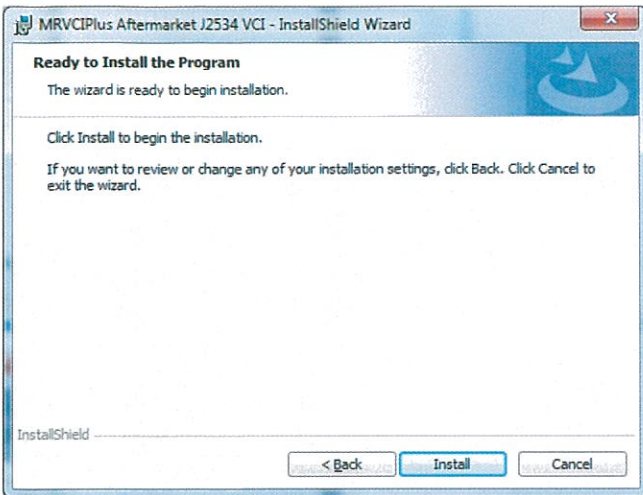 MRVCIPlus Aftermarket J2534 VCI - InstallShield Wizard
Ready to Install the Program
The wizard is ready to begin installation.
Click Install to begin the installation.
If you want to review or change any of your installation settings, click Back. Click Cancel to
exit the wizard.
InstallShield
< Back
Install
Cancel